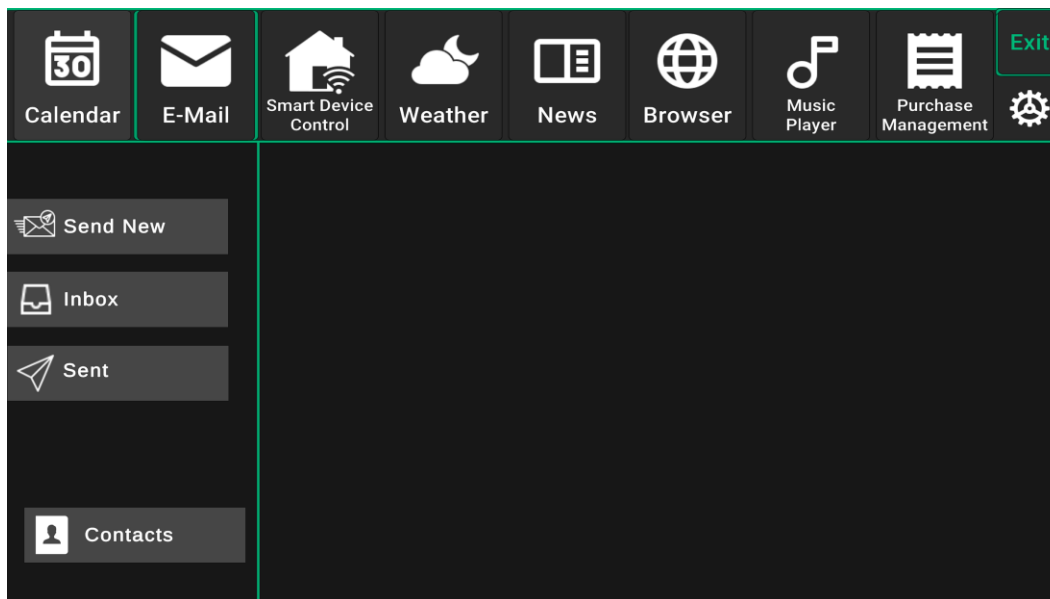 30
Calendar
E-Mail
Smart Device
Control
Weather
News
Browser
Music
Player
Purchase
Management
Exit
Send New
Inbox
Sent
Contacts